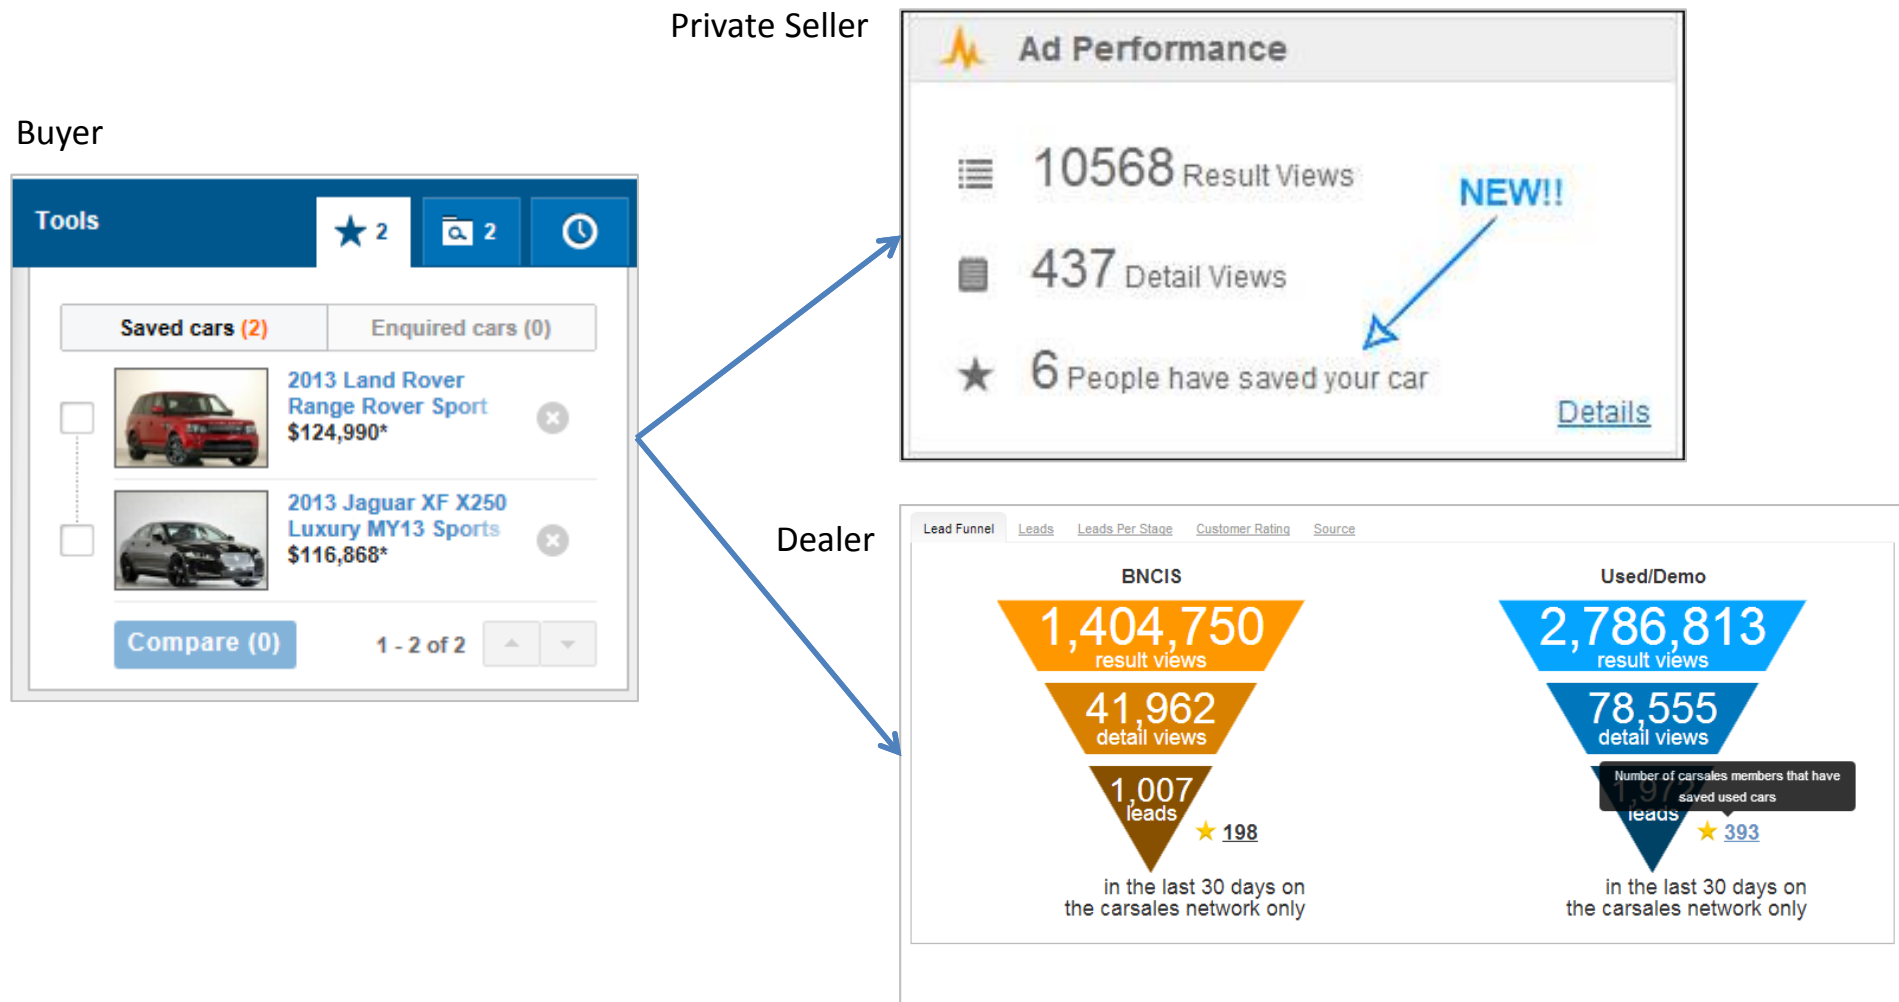 Private Seller
Ad Performance
10568 Result Views
NEW!!
437 Detail Views
6 People have saved your car
Details
Buyer
Tools
2
2
Saved cars (2)
Enquired cars (0)
2013 Land Rover
Range Rover Sport
$124,990*
2013 Jaguar XF X250
Luxury MY13 Sports
$116,868*
Compare (0)
1 - 2 of 2
Dealer
Lead Funnel
Leads
Leads Per Stage
Customer Rating
Source
BNCIS
1,404,750
result views
41,962
detail views
1,007
leads
198
in the last 30 days on
the carsales network only
Used/Demo
2,786,813
result views
78,555
detail views
Number of carsales members that have
saved used cars
1,972
leads
393
in the last 30 days on
the carsales network only